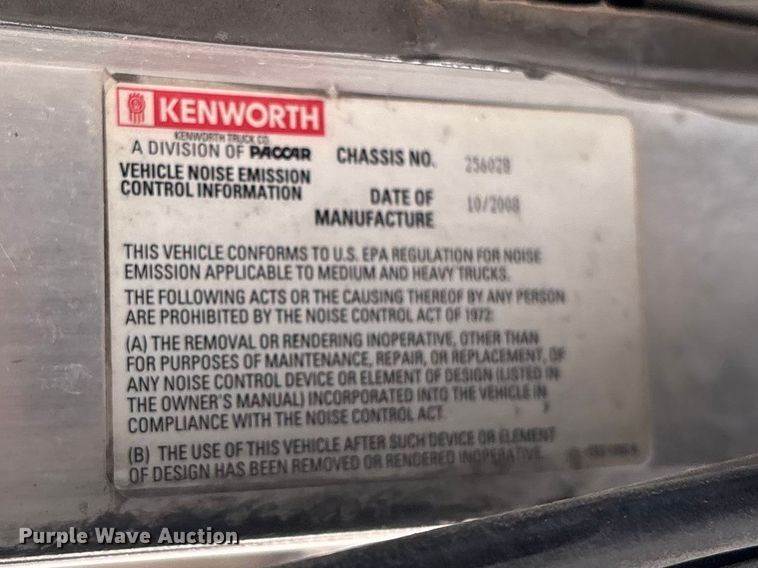 KENWORTH
KENWORTH TRUCK CO.
A DIVISION OF PACCAR
CHASSIS NO. 256028
VEHICLE NOISE EMISSION
CONTROL INFORMATION
DATE OF
MANUFACTURE 10/2008
THIS VEHICLE CONFORMS TO U.S. EPA REGULATION FOR NOISE
EMISSION APPLICABLE TO MEDIUM AND HEAVY TRUCKS.
THE FOLLOWING ACTS OR THE CAUSING THEREOF BY ANY PERSON
ARE PROHIBITED BY THE NOISE CONTROL ACT OF 1972:
(A) THE REMOVAL OR RENDERING INOPERATIVE, OTHER THAN
FOR PURPOSES OF MAINTENANCE, REPAIR, OR REPLACEMENT, OF
ANY NOISE CONTROL DEVICE OR ELEMENT OF DESIGN (LISTED IN
THE OWNER'S MANUAL) INCORPORATED INTO THE VEHICLE IN
COMPLIANCE WITH THE NOISE CONTROL ACT
(B) THE USE OF THIS VEHICLE AFTER SUCH DEVICE OR ELEMENT
OF DESIGN HAS BEEN REMOVED OR RENDERED INOPERATIVE.
Purple Wave Auction